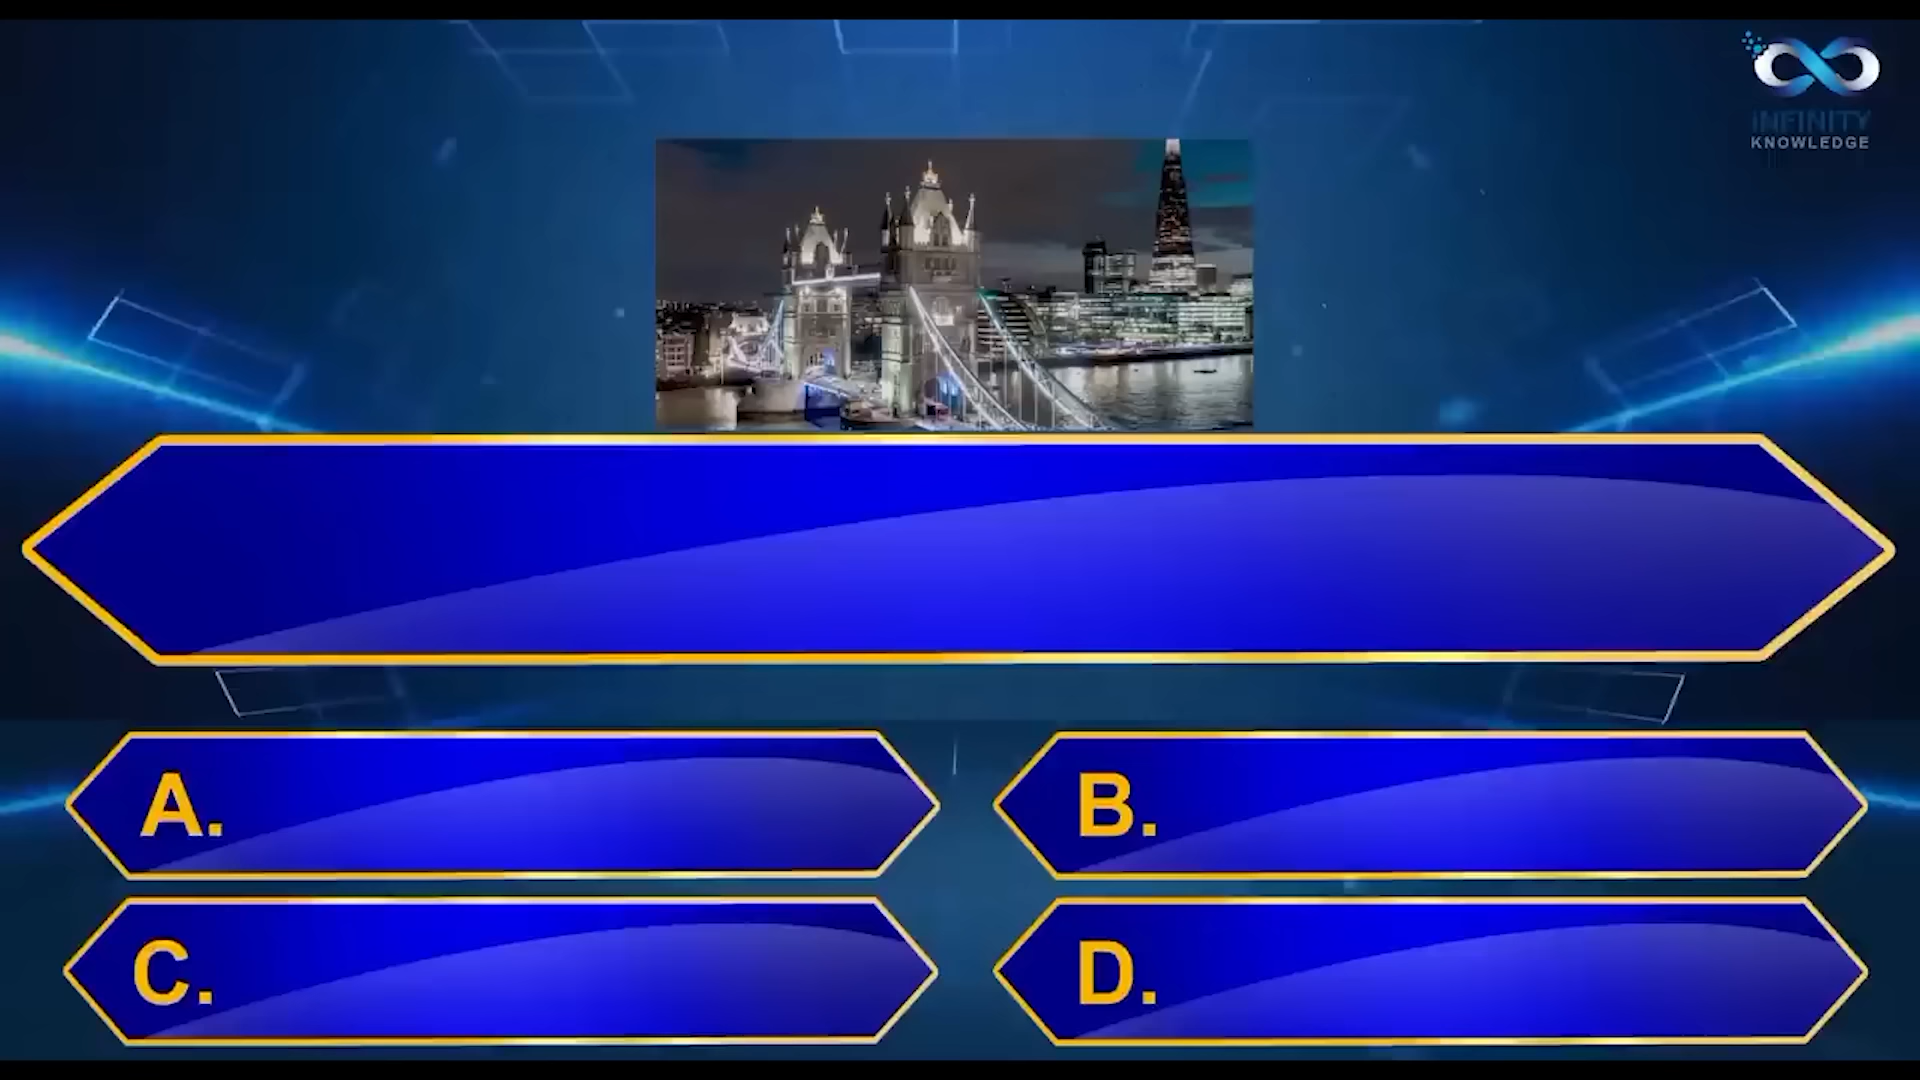 INFINITY
KNOWLEDGE
A.
B.
C.
D.